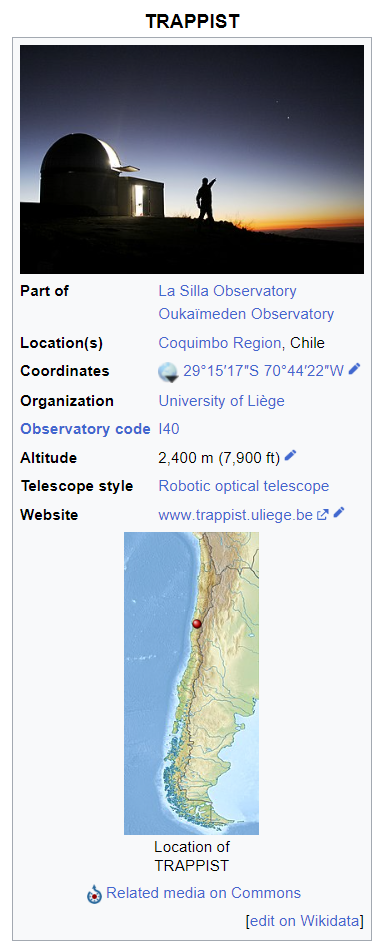 TRAPPIST
Part of La Silla Observatory
Oukaïmeden Observatory
Location(s) Coquimbo Region, Chile
Coordinates 29°15′17″S 70°44′22″W
Organization University of Liège
Observatory code I40
Altitude 2,400 m (7,900 ft)
Telescope style Robotic optical telescope
Website www.trappist.uliege.be
Location of
TRAPPIST
Related media on Commons
[edit on Wikidata]